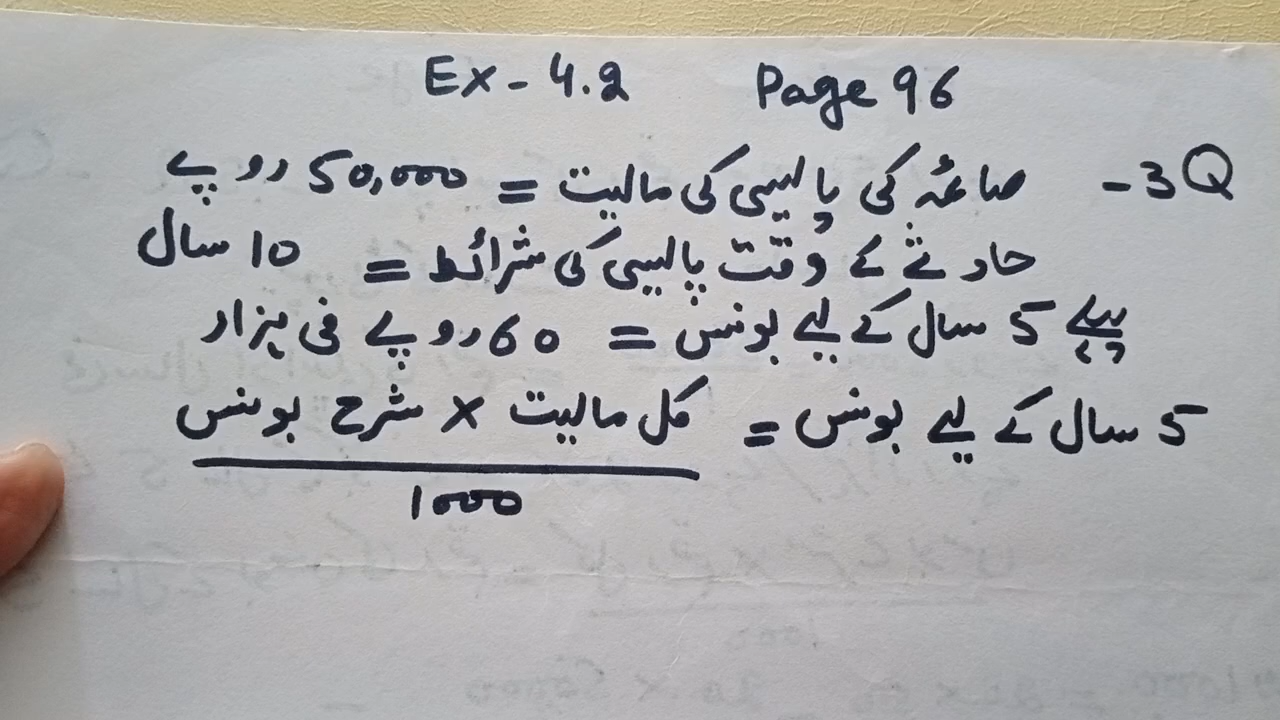 Ex - 4.2 Page 96
Q3- صائمہ کی پالیسی کی مالیت = 50,000 روپے
حادثے کے وقت پالیسی کی شرائط = 10 سال
پہلے 5 سال کے لیے بونس = 60 روپے فی ہزار
5 سال کے لیے بونس = کل مالیت × شرح بونس
1000